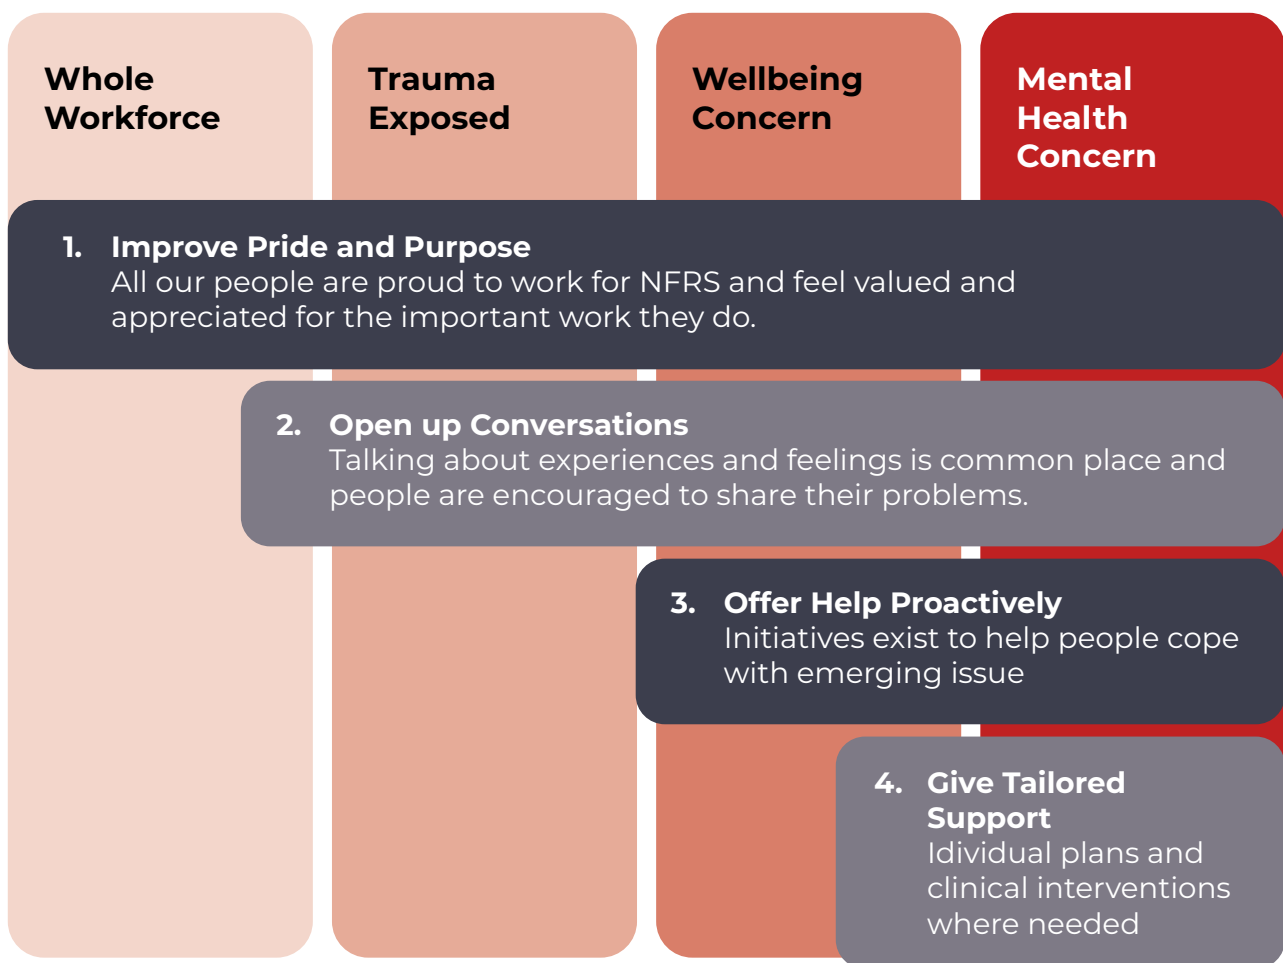 Whole
Workforce
Trauma
Exposed
Wellbeing
Concern
Mental
Health
Concern
1. Improve Pride and Purpose
All our people are proud to work for NFRS and feel valued and
appreciated for the important work they do.
2. Open up Conversations
Talking about experiences and feelings is common place and
people are encouraged to share their problems.
3. Offer Help Proactively
Initiatives exist to help people cope
with emerging issue
4. Give Tailored
Support
Idividual plans and
clinical interventions
where needed